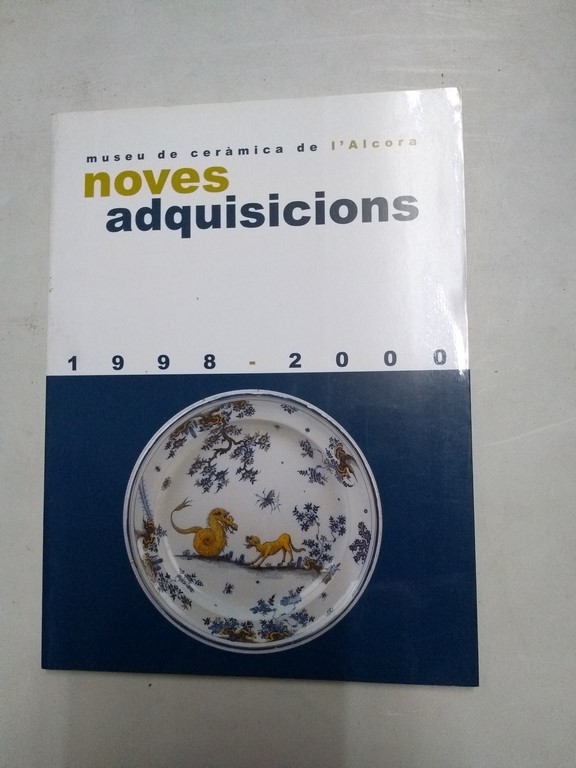 museu de ceràmica de l'Alcora
noves
adquisicions
1998-2000